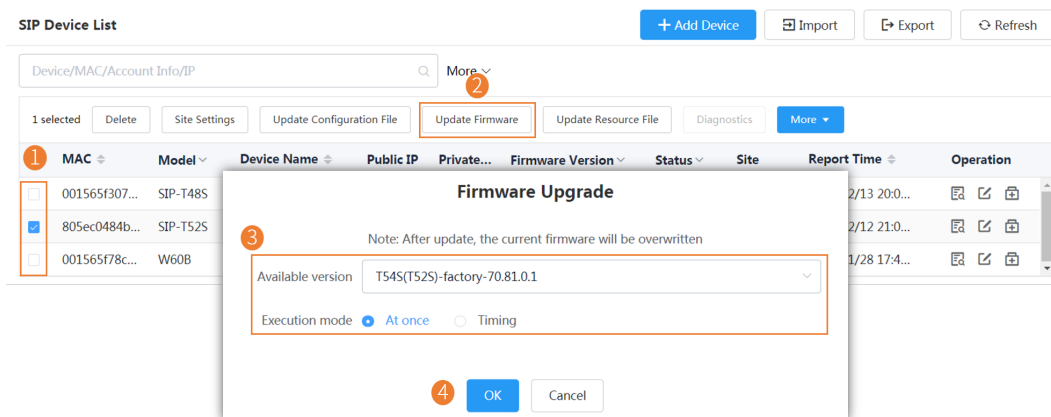 SIP Device List
+ Add Device
Import
Export
Refresh
Device/MAC/Account Info/IP
More
2
1 selected
Delete
Site Settings
Update Configuration File
Update Firmware
Update Resource File
Diagnostics
More
1
MAC
Model
Device Name
Public IP
Private...
Firmware Version
Status
Site
Report Time
Operation
001565f307...
SIP-T48S
2/13 20:0...
805ec0484b...
SIP-T52S
2/12 21:0...
001565f78c...
W60B
1/28 17:4...
Firmware Upgrade
3
Note: After update, the current firmware will be overwritten
Available version
T54S(T52S)-factory-70.81.0.1
Execution mode
At once
Timing
4
OK
Cancel